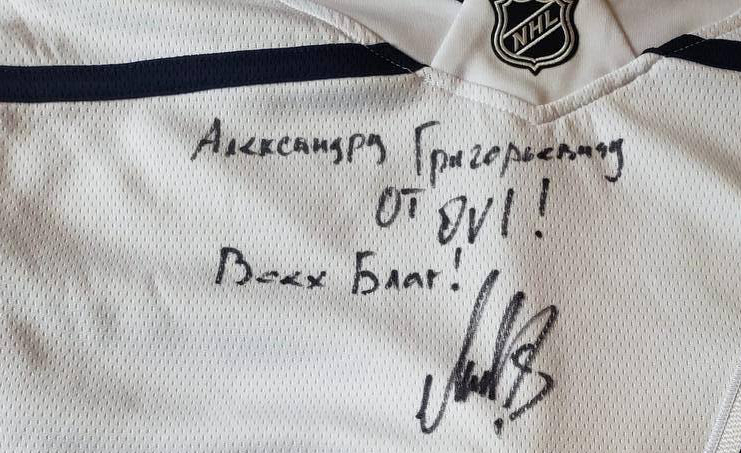 NHL
Александру Григорьевичу
от OVI!
Всех Благ!